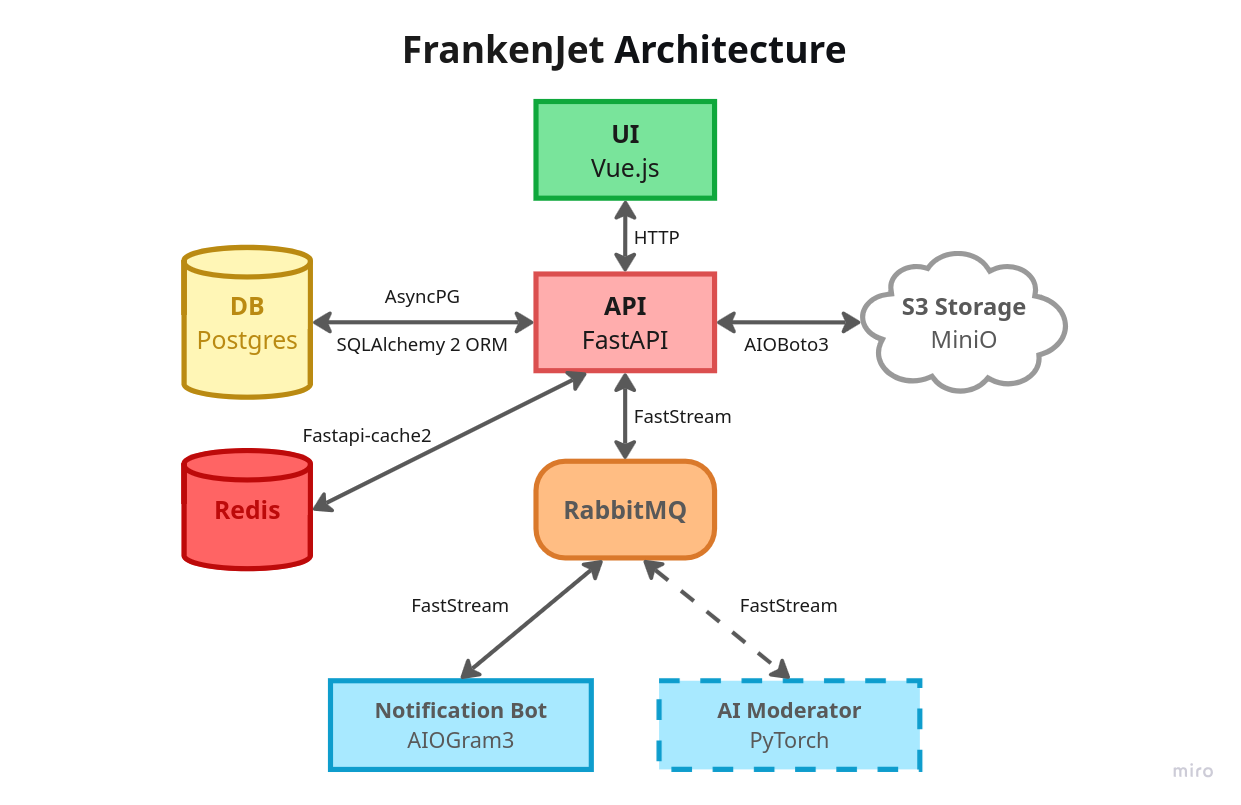 FrankenJet Architecture
UI
Vue.js
HTTP
DB
Postgres
AsyncPG
SQLAlchemy 2 ORM
API
FastAPI
AIOBoto3
S3 Storage
MiniO
Fastapi-cache2
FastStream
Redis
RabbitMQ
FastStream
FastStream
Notification Bot
AIOGram3
AI Moderator
PyTorch
miro